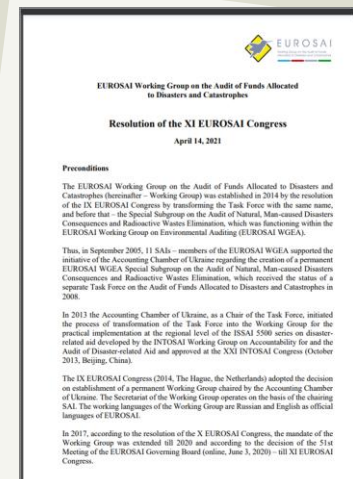 EUROSAI
EUROSAI Working Group on the Audit of Funds Allocated
to Disasters and Catastrophes
Resolution of the XI EUROSAI Congress
April 14, 2021
Preconditions
The EUROSAI Working Group on the Audit of Funds Allocated to Disasters and
Catastrophes (hereinafter – Working Group) was established in 2014 by the resolution
of the IX EUROSAI Congress by transforming the Task Force with the same name,
and before that – the Special Subgroup on the Audit of Natural, Man-caused Disasters
Consequences and Radioactive Wastes Elimination, which was functioning within the
EUROSAI Working Group on Environmental Auditing (EUROSAI WGEA).
Thus, in September 2005, 11 SAIs – members of the EUROSAI WGEA supported the
initiative of the Accounting Chamber of Ukraine regarding the creation of a permanent
EUROSAI WGEA Special Subgroup on the Audit of Natural, Man-caused Disasters
Consequences and Radioactive Wastes Elimination, which received the status of a
separate Task Force on the Audit of Funds Allocated to Disasters and Catastrophes in
2008.
In 2013 the Accounting Chamber of Ukraine, as a Chair of the Task Force, initiated
the process of transformation of the Task Force into the Working Group for the
practical implementation at the regional level of the ISSAI 5500 series on disaster-
related aid developed by the INTOSAI Working Group on Accountability for and the
Audit of Disaster-related Aid and approved at the XXI INTOSAI Congress (October
2013, Beijing, China).
The IX EUROSAI Congress (2014, The Hague, the Netherlands) adopted the decision
on establishment of a permanent Working Group chaired by the Accounting Chamber
of Ukraine. The Secretariat of the Working Group operates on the basis of the chairing
SAI. The working languages of the Working Group are Russian and English as official
languages of EUROSAI.
In 2017, according to the resolution of the X EUROSAI Congress, the mandate of the
Working Group was extended till 2020 and according to the decision of the 51st
Meeting of the EUROSAI Governing Board (online, June 3, 2020) – till XI EUROSAI
Congress.